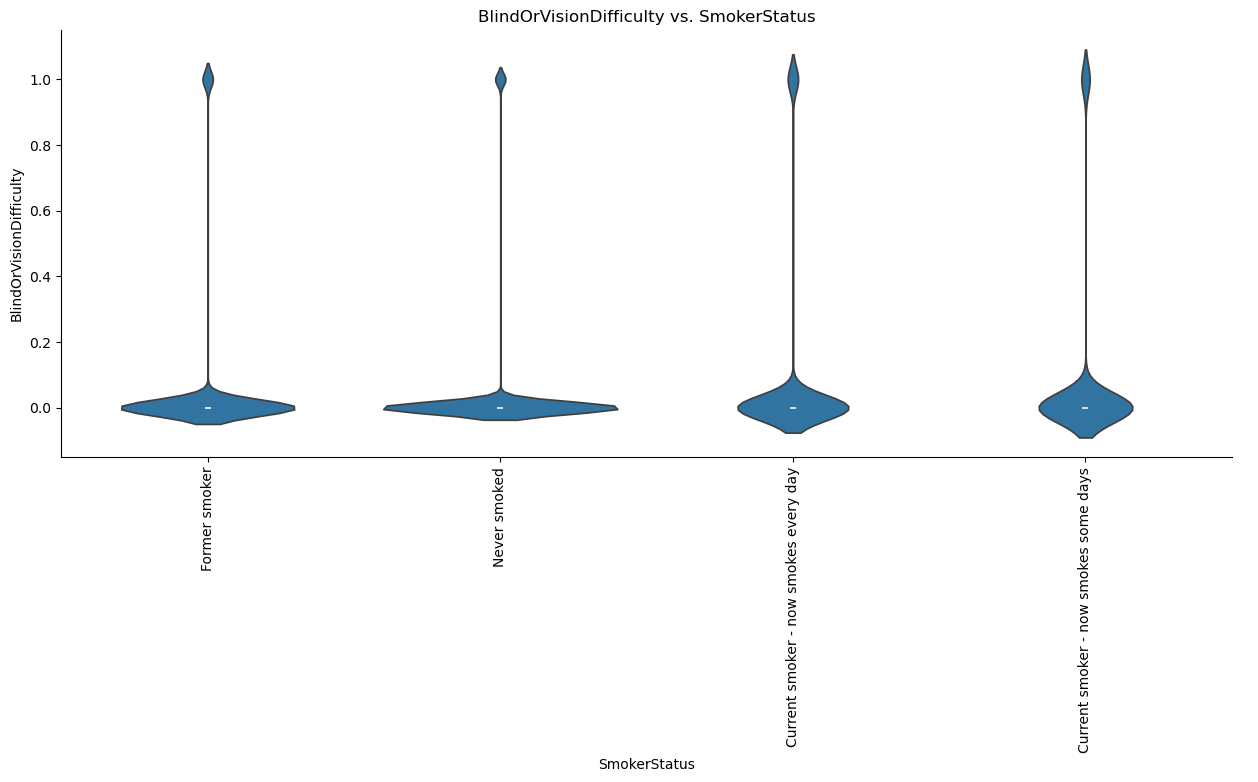 BlindOrVisionDifficulty vs. SmokerStatus
BlindOrVisionDifficulty
1.0
0.8
0.6
0.4
0.2
0.0
Former smoker
Never smoked
Current smoker - now smokes every day
Current smoker - now smokes some days
SmokerStatus